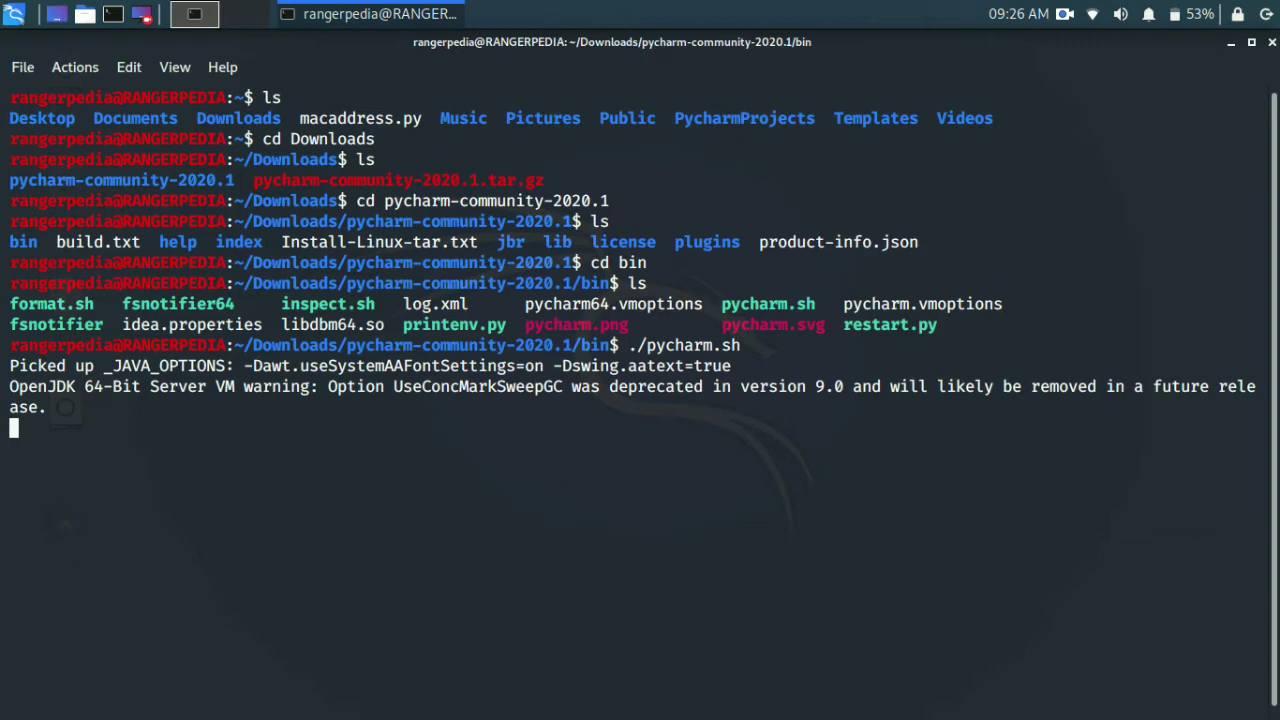 rangerpedia@RANGER...
09:26 AM
53%
rangerpedia@RANGERPEDIA: ~/Downloads/pycharm-community-2020.1/bin
File Actions Edit View Help
rangerpedia@RANGERPEDIA:~$ ls
Desktop Documents Downloads macaddress.py Music Pictures Public PycharmProjects Templates Videos
rangerpedia@RANGERPEDIA:~$ cd Downloads
rangerpedia@RANGERPEDIA:~/Downloads$ ls
pycharm-community-2020.1 pycharm-community-2020.1.tar.gz
rangerpedia@RANGERPEDIA:~/Downloads$ cd pycharm-community-2020.1
rangerpedia@RANGERPEDIA:~/Downloads/pycharm-community-2020.1$ ls
bin build.txt help index Install-Linux-tar.txt jbr lib license plugins product-info.json
rangerpedia@RANGERPEDIA:~/Downloads/pycharm-community-2020.1$ cd bin
rangerpedia@RANGERPEDIA:~/Downloads/pycharm-community-2020.1/bin$ ls
format.sh fsnotifier64 inspect.sh log.xml pycharm64.vmoptions pycharm.sh pycharm.vmoptions
fsnotifier idea.properties libdbm64.so printenv.py pycharm.png pycharm.svg restart.py
rangerpedia@RANGERPEDIA:~/Downloads/pycharm-community-2020.1/bin$ ./pycharm.sh
Picked up _JAVA_OPTIONS: -Dawt.useSystemAAFontSettings=on -Dswing.aatext=true
OpenJDK 64-Bit Server VM warning: Option UseConcMarkSweepGC was deprecated in version 9.0 and will likely be removed in a future rele
ase.